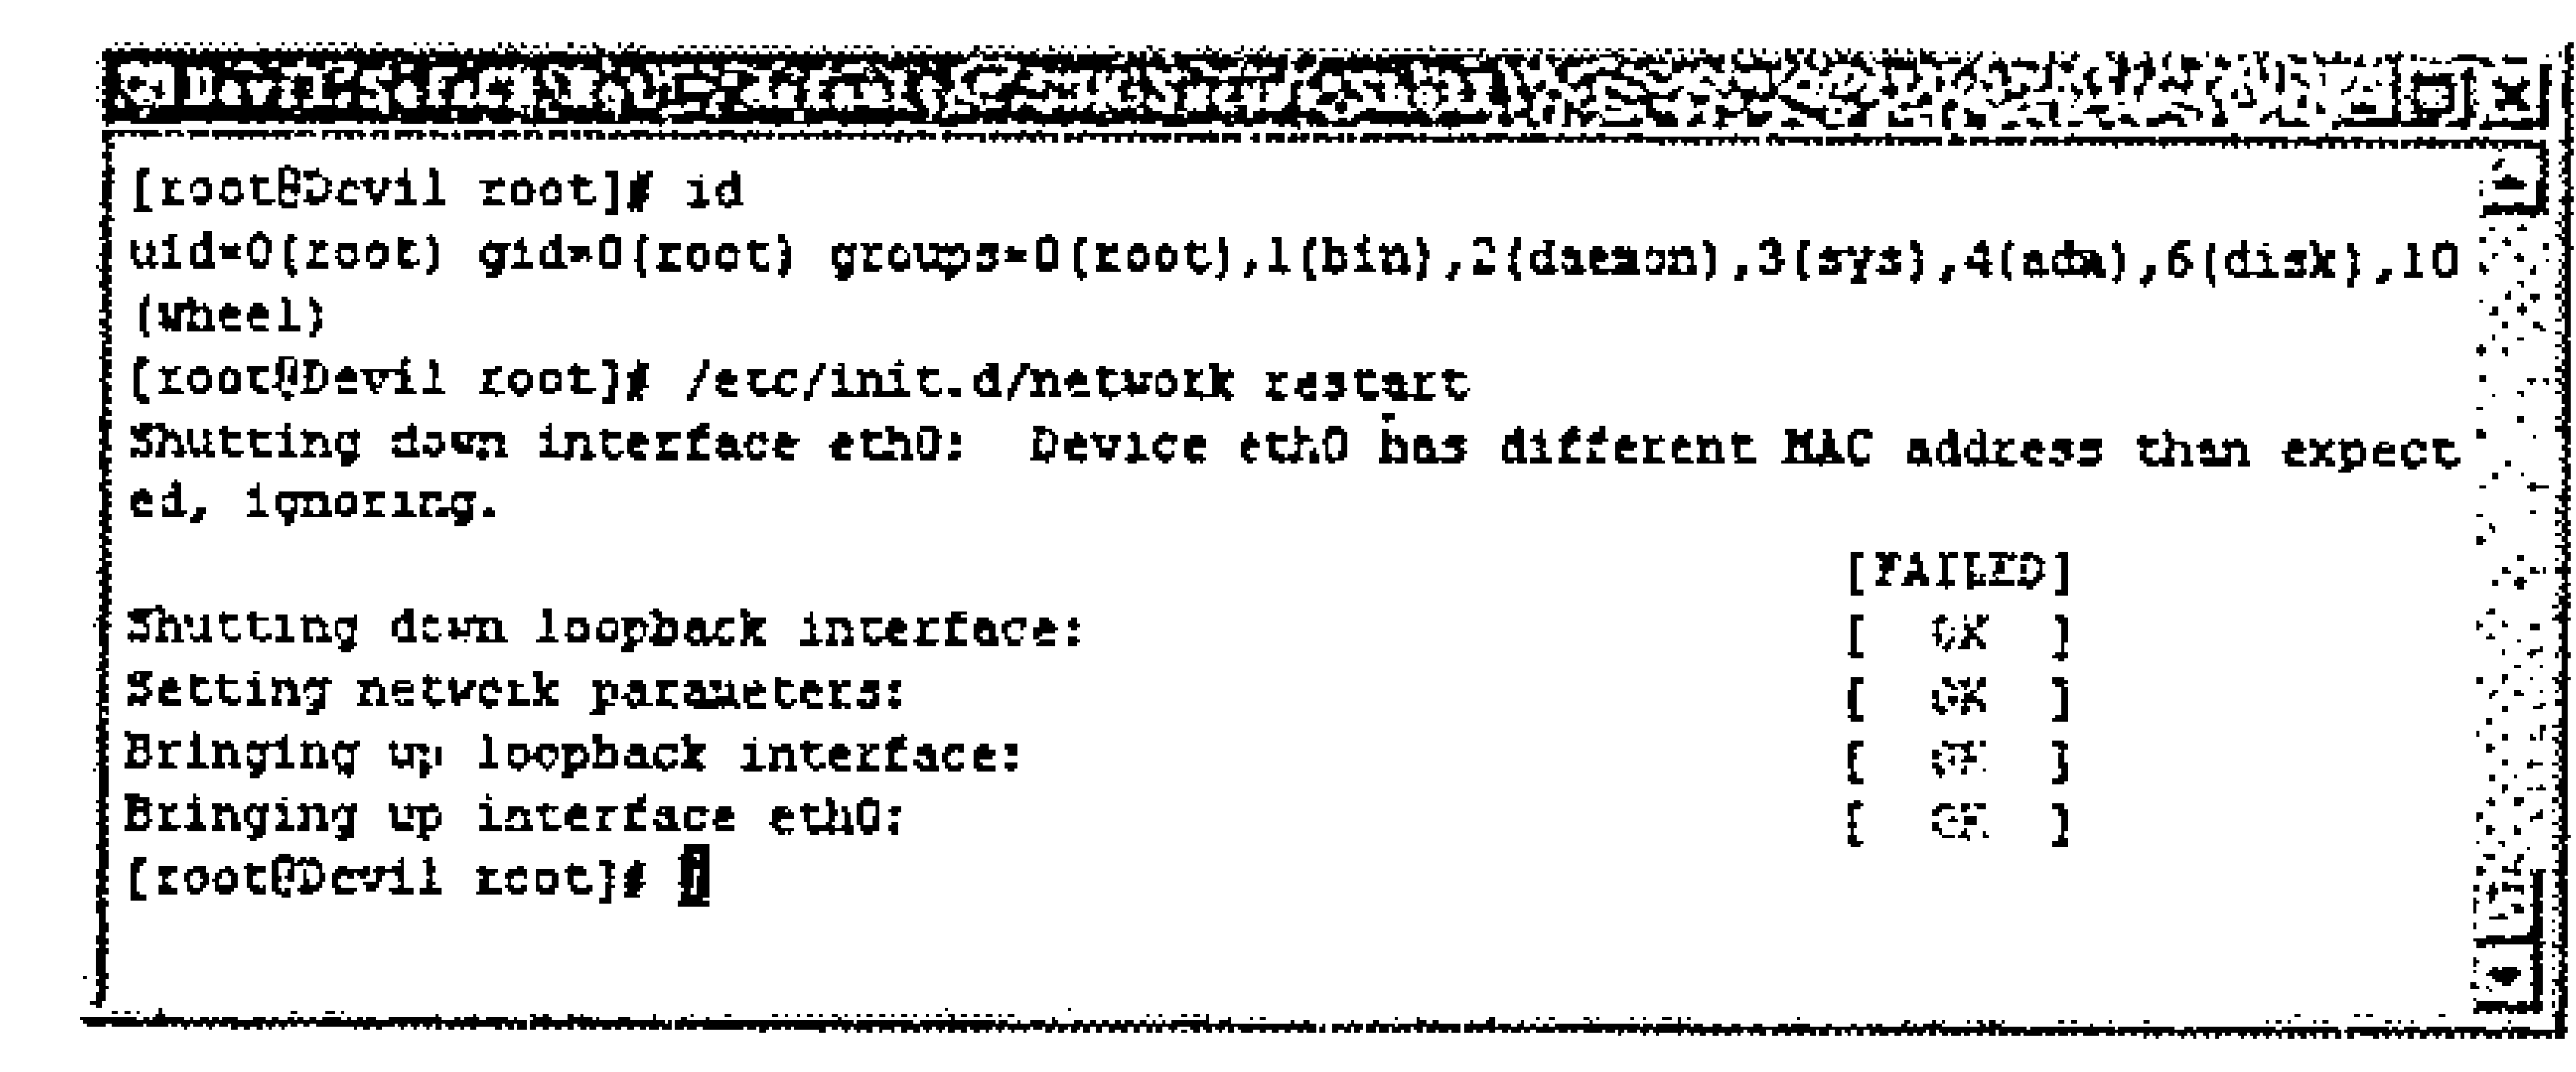 [root@Devil root]# id
uid=0(root) gid=0(root) groups=0(root),1(bin),2(daemon),3(sys),4(adm),6(disk),10
(wheel)
[root@Devil root]# /etc/init.d/network restart
Shutting down interface eth0:  Device eth0 has different MAC address than expect
ed, ignoring.
[FAILED]
Shutting down loopback interface: [  OK  ]
Setting network parameters: [  OK  ]
Bringing up loopback interface: [  OK  ]
Bringing up interface eth0: [  OK  ]
[root@Devil root]#